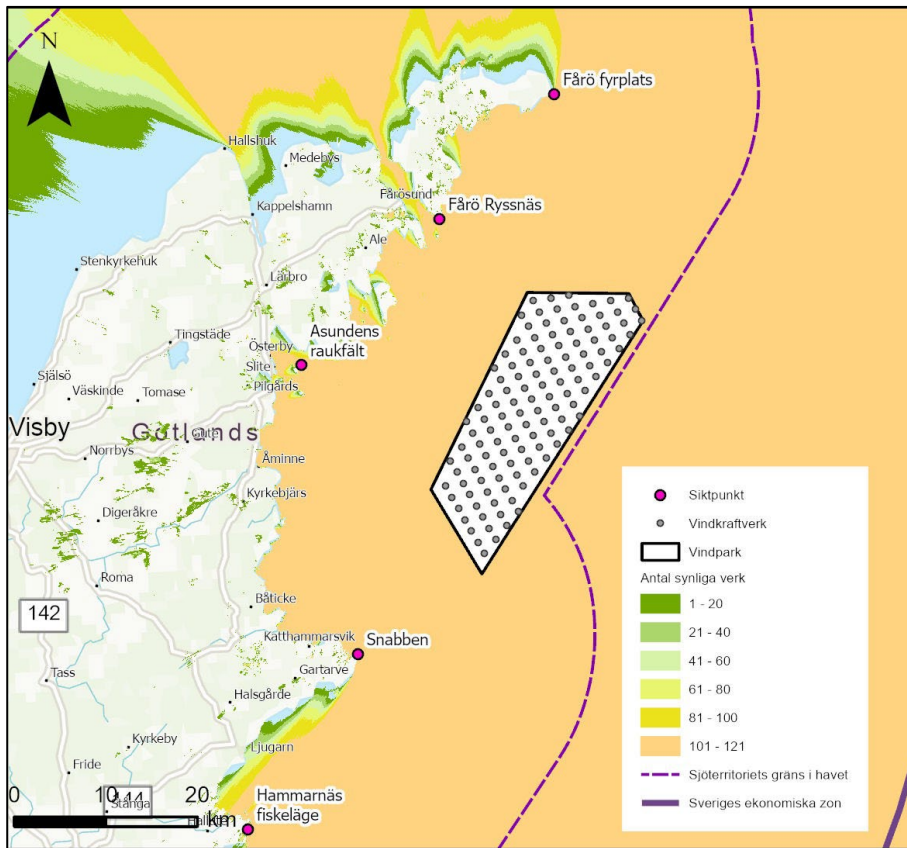 N
Fårö fyrplats
Hallshuk
Medebys
Fårösund
Kappelshamn
Fårö Ryssnäs
Ale
Stenkyrkehuk
Lärbro
Tingstäde
Asundens
raukfält
Österby
Slite
Själsö
Pilgårds
Väskinde
Tomase
Visby
Gotlands
Gute
Norrbys
Åminne
Kyrkebjärs
Digeråkre
Roma
142
Båticke
Katthammarsvik
Snabben
Tass
Gartarve
Halsgårde
Kyrkeby
Ljugarn
Fride
0
10
20
km
144
Stånga
Hammarnäs
fiskeläge
Siktpunkt
Vindkraftverk
Vindpark
Antal synliga verk
1 - 20
21 - 40
41 - 60
61 - 80
81 - 100
101 - 121
Sjöterritoriets gräns i havet
Sveriges ekonomiska zon